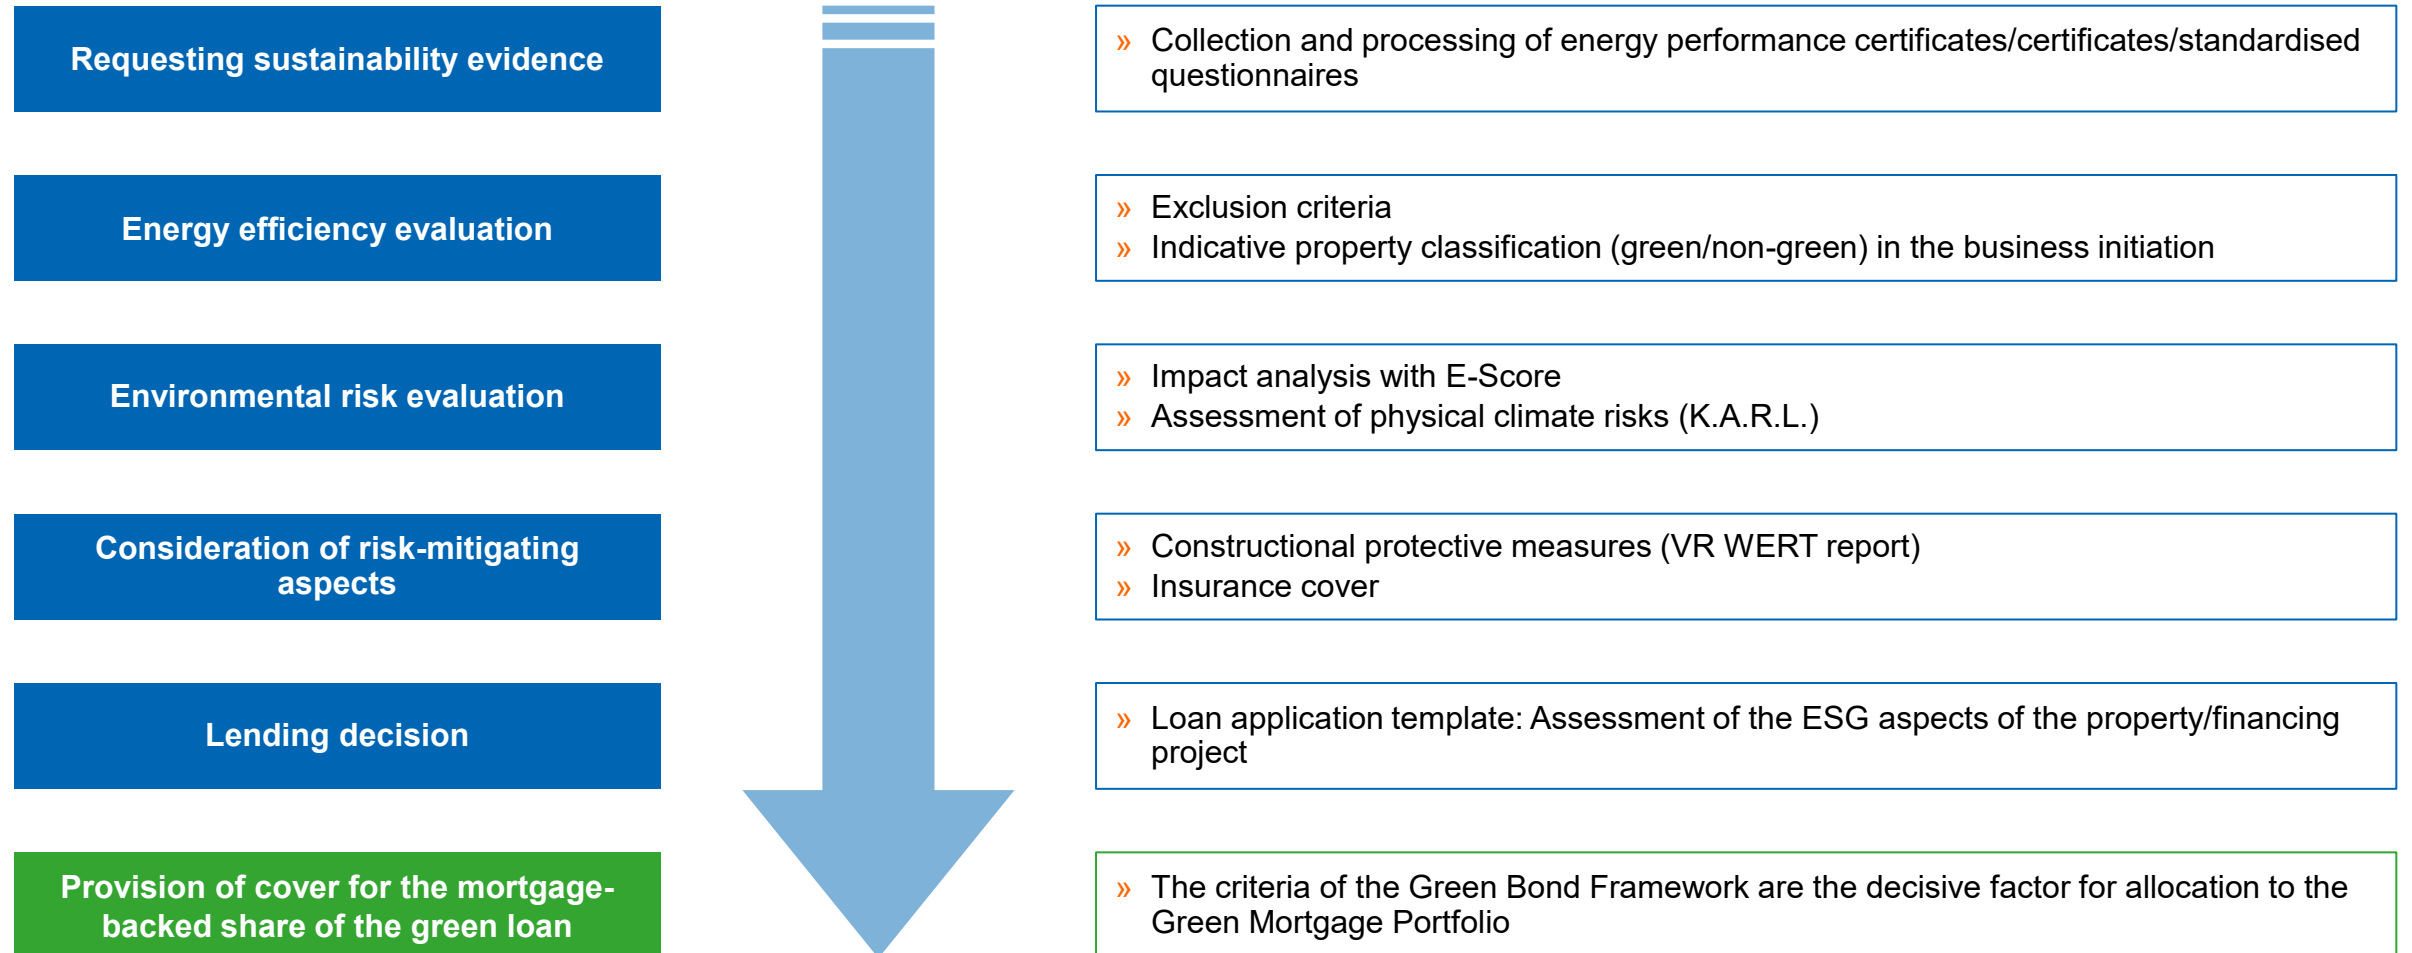 Requesting sustainability evidence
» Collection and processing of energy performance certificates/certificates/standardised
questionnaires
Energy efficiency evaluation
» Exclusion criteria
» Indicative property classification (green/non-green) in the business initiation
Environmental risk evaluation
» Impact analysis with E-Score
» Assessment of physical climate risks (K.A.R.L.)
Consideration of risk-mitigating
aspects
» Constructional protective measures (VR WERT report)
» Insurance cover
Lending decision
» Loan application template: Assessment of the ESG aspects of the property/financing
project
Provision of cover for the mortgage-
backed share of the green loan
» The criteria of the Green Bond Framework are the decisive factor for allocation to the
Green Mortgage Portfolio